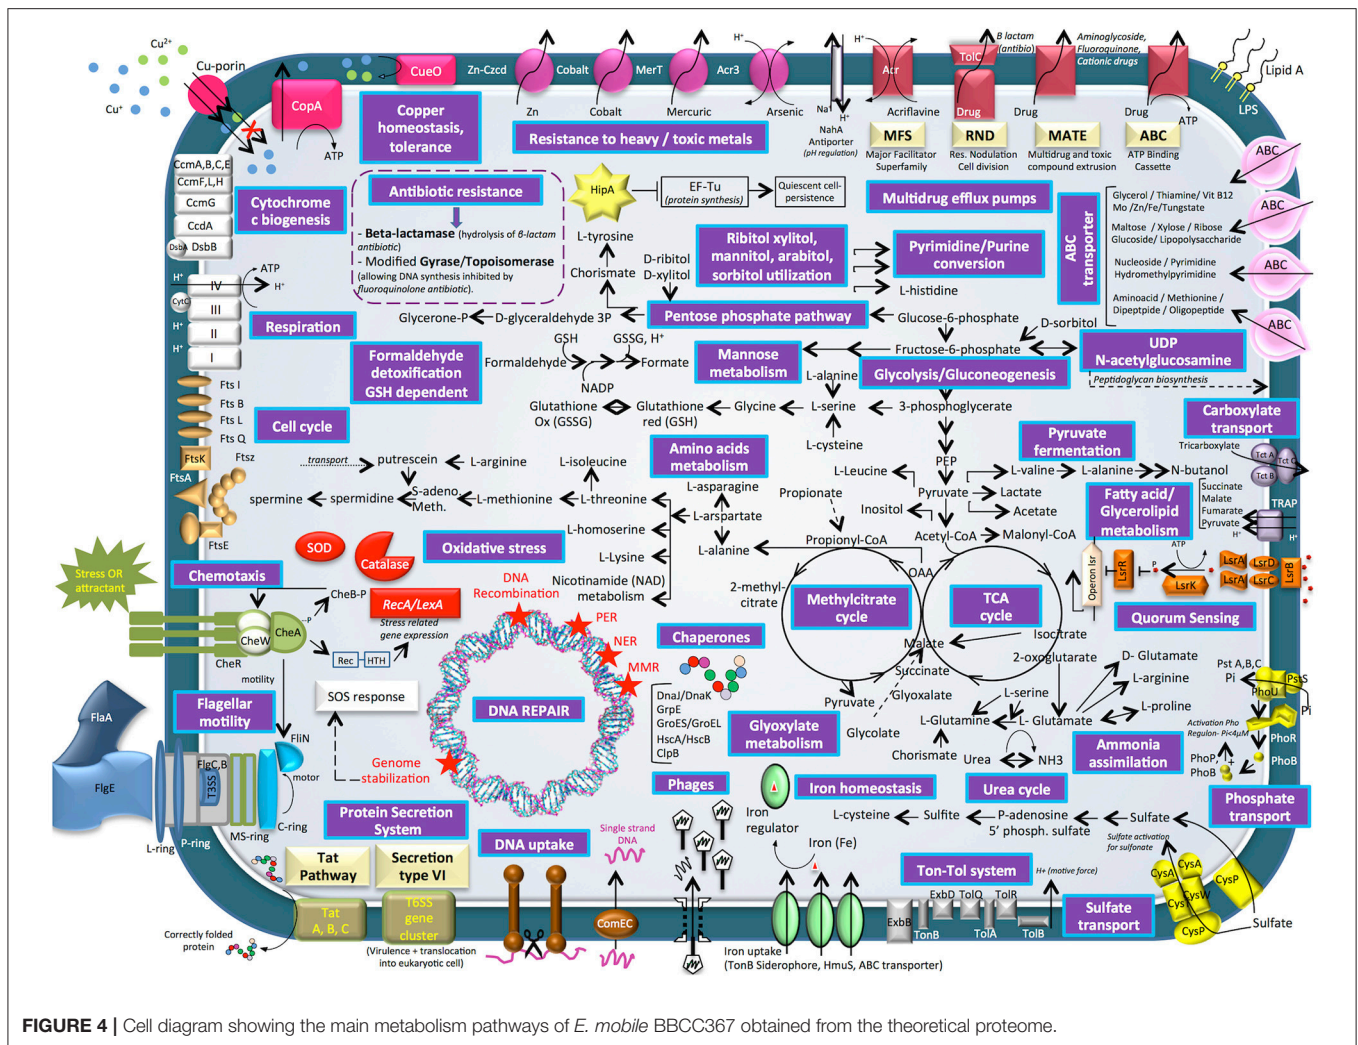 Cu2+
Cu-porin
Cu+
CopA
ATP
CueO
Copper
homeostasis,
tolerance
Zn-Czcd
Zn
Cobalt
Cobalt
MerT
Mercuric
Acr3
H+
Arsenic
Resistance to heavy / toxic metals
Na+
H+
NahA
Antiporter
(pH regulation)
H+
Acr
Acriflavine
MFS
Major Facilitator
Superfamily
TolC
B lactam
(antibio)
Drug
RND
Res. Nodulation
Cell division
Aminoglycoside,
Fluoroquinone,
Cationic drugs
Drug
MATE
Multidrug and toxic
compound extrusion
Drug
ATP
ABC
ATP Binding
Cassette
Multidrug efflux pumps
Lipid A
LPS
ABC
ABC
ABC
ABC
ABC
transporter
Glycerol / Thiamine/ Vit B12
Mo /Zn/Fe/Tungstate
Maltose / Xylose / Ribose
Glucoside/ Lipopolysaccharide
Nucleoside / Pyrimidine
Hydromethylpyrimidine
Aminoacid / Methionine /
Dipeptide / Oligopeptide
CcmA,B,C,E
CcmF,L,H
CcmG
CcdA
DsbA
DsbB
Cytochrome
c biogenesis
Antibiotic resistance
- Beta-lactamase (hydrolysis of β-lactam
antibiotic)
- Modified Gyrase/Topoisomerase
(allowing DNA synthesis inhibited by
fluoroquinolone antibiotic).
HipA
EF-Tu
(protein synthesis)
Quiescent cell-
persistence
H+
ATP
H+
IV
CytC
III
H+
II
H+
I
Respiration
L-tyrosine
Chorismate
D-ribitol
D-xylitol
Ribitol xylitol,
mannitol, arabitol,
sorbitol utilization
Pyrimidine/Purine
conversion
L-histidine
Glycerone-P
D-glyceraldehyde 3P
Pentose phosphate pathway
Glucose-6-phosphate
D-sorbitol
Fructose-6-phosphate
UDP
N-acetylglucosamine
Peptidoglycan biosynthesis
Formaldehyde
detoxification
GSH dependent
GSH
GSSG, H+
Formaldehyde
Formate
NADP
Mannose
metabolism
L-alanine
Glycolysis/Gluconeogenesis
Glutathione
Ox (GSSG)
Glutathione
red (GSH)
Glycine
L-serine
3-phosphoglycerate
L-cysteine
Fts I
Fts B
Fts L
Fts Q
FtsK
Ftsz
FtsA
FtsE
Cell cycle
transport
putrescein
L-arginine
L-isoleucine
spermine
spermidine
S-adeno.
Meth.
L-methionine
L-threonine
Amino acids
metabolism
L-asparagine
L-arspartate
L-alanine
L-homoserine
L-Lysine
Nicotinamide (NAD)
metabolism
PEP
L-Leucine
Pyruvate
Inositol
Lactate
Acetate
Pyruvate
fermentation
L-valine
L-alanine
N-butanol
Carboxylate
transport
Tricarboxylate
Tct A
Tct B
Tct C
Succinate
Malate
Fumarate
Pyruvate
TRAP
H+
H+
Fatty acid/
Glycerolipid
metabolism
Acetyl-CoA
Malonyl-CoA
Propionate
Propionyl-CoA
OAA
2-methyl-
citrate
Methylcitrate
cycle
TCA
cycle
Isocitrate
Malate
2-oxoglutarate
Succinate
Glyoxalate
Pyruvate
Glycolate
Glyoxylate
metabolism
Operon lsr
LsrR
P
ATP
LsrK
LsrA
LsrD
LsrA
LsrC
LsrB
Quorum Sensing
SOD
Catalase
Oxidative stress
RecA/LexA
Stress related
gene expression
Stress OR
attractant
Chemotaxis
CheW
CheA
P
CheR
CheB-P
Rec
HTH
motility
SOS response
DNA
Recombination
PER
NER
MMR
DNA REPAIR
Genome
stabilization
Chaperones
DnaJ/DnaK
GrpE
GroES/GroEL
HscA/HscB
ClpB
D- Glutamate
L-arginine
L-serine
L-proline
L-Glutamine
L- Glutamate
Chorismate
Urea
NH3
Ammonia
assimilation
Urea cycle
Pst A,B,C
Pi
PstS
PhoU
Pi
Activation Pho
Regulon- Pi<4μM
PhoR
PhoP,
PhoB
+
PhoB
Phosphate
transport
Flagellar
motility
FlaA
FlgE
FlgC,B
T3SS
FliN
motor
C-ring
MS-ring
P-ring
L-ring
Protein Secretion
System
Tat
Pathway
Secretion
type VI
Tat
A, B, C
T6SS
gene
cluster
Correctly folded
protein
(Virulence + translocation
into eukaryotic cell)
DNA uptake
Single strand
DNA
ComEC
Phages
Iron
regulator
Iron homeostasis
Iron (Fe)
Iron uptake
(TonB Siderophore, HmuS, ABC transporter)
L-cysteine
Sulfite
P-adenosine
5' phosph. sulfate
Sulfate
Sulfate activation
for sulfonate
Ton-Tol system
H+ (motive force)
ExbB
ExbD
TonB
TolQ
TolA
TolR
TolB
Sulfate
transport
CysA
CysA
CysW
CysT
CysP
CysP
Sulfate
FIGURE 4 | Cell diagram showing the main metabolism pathways of E. mobile BBCC367 obtained from the theoretical proteome.